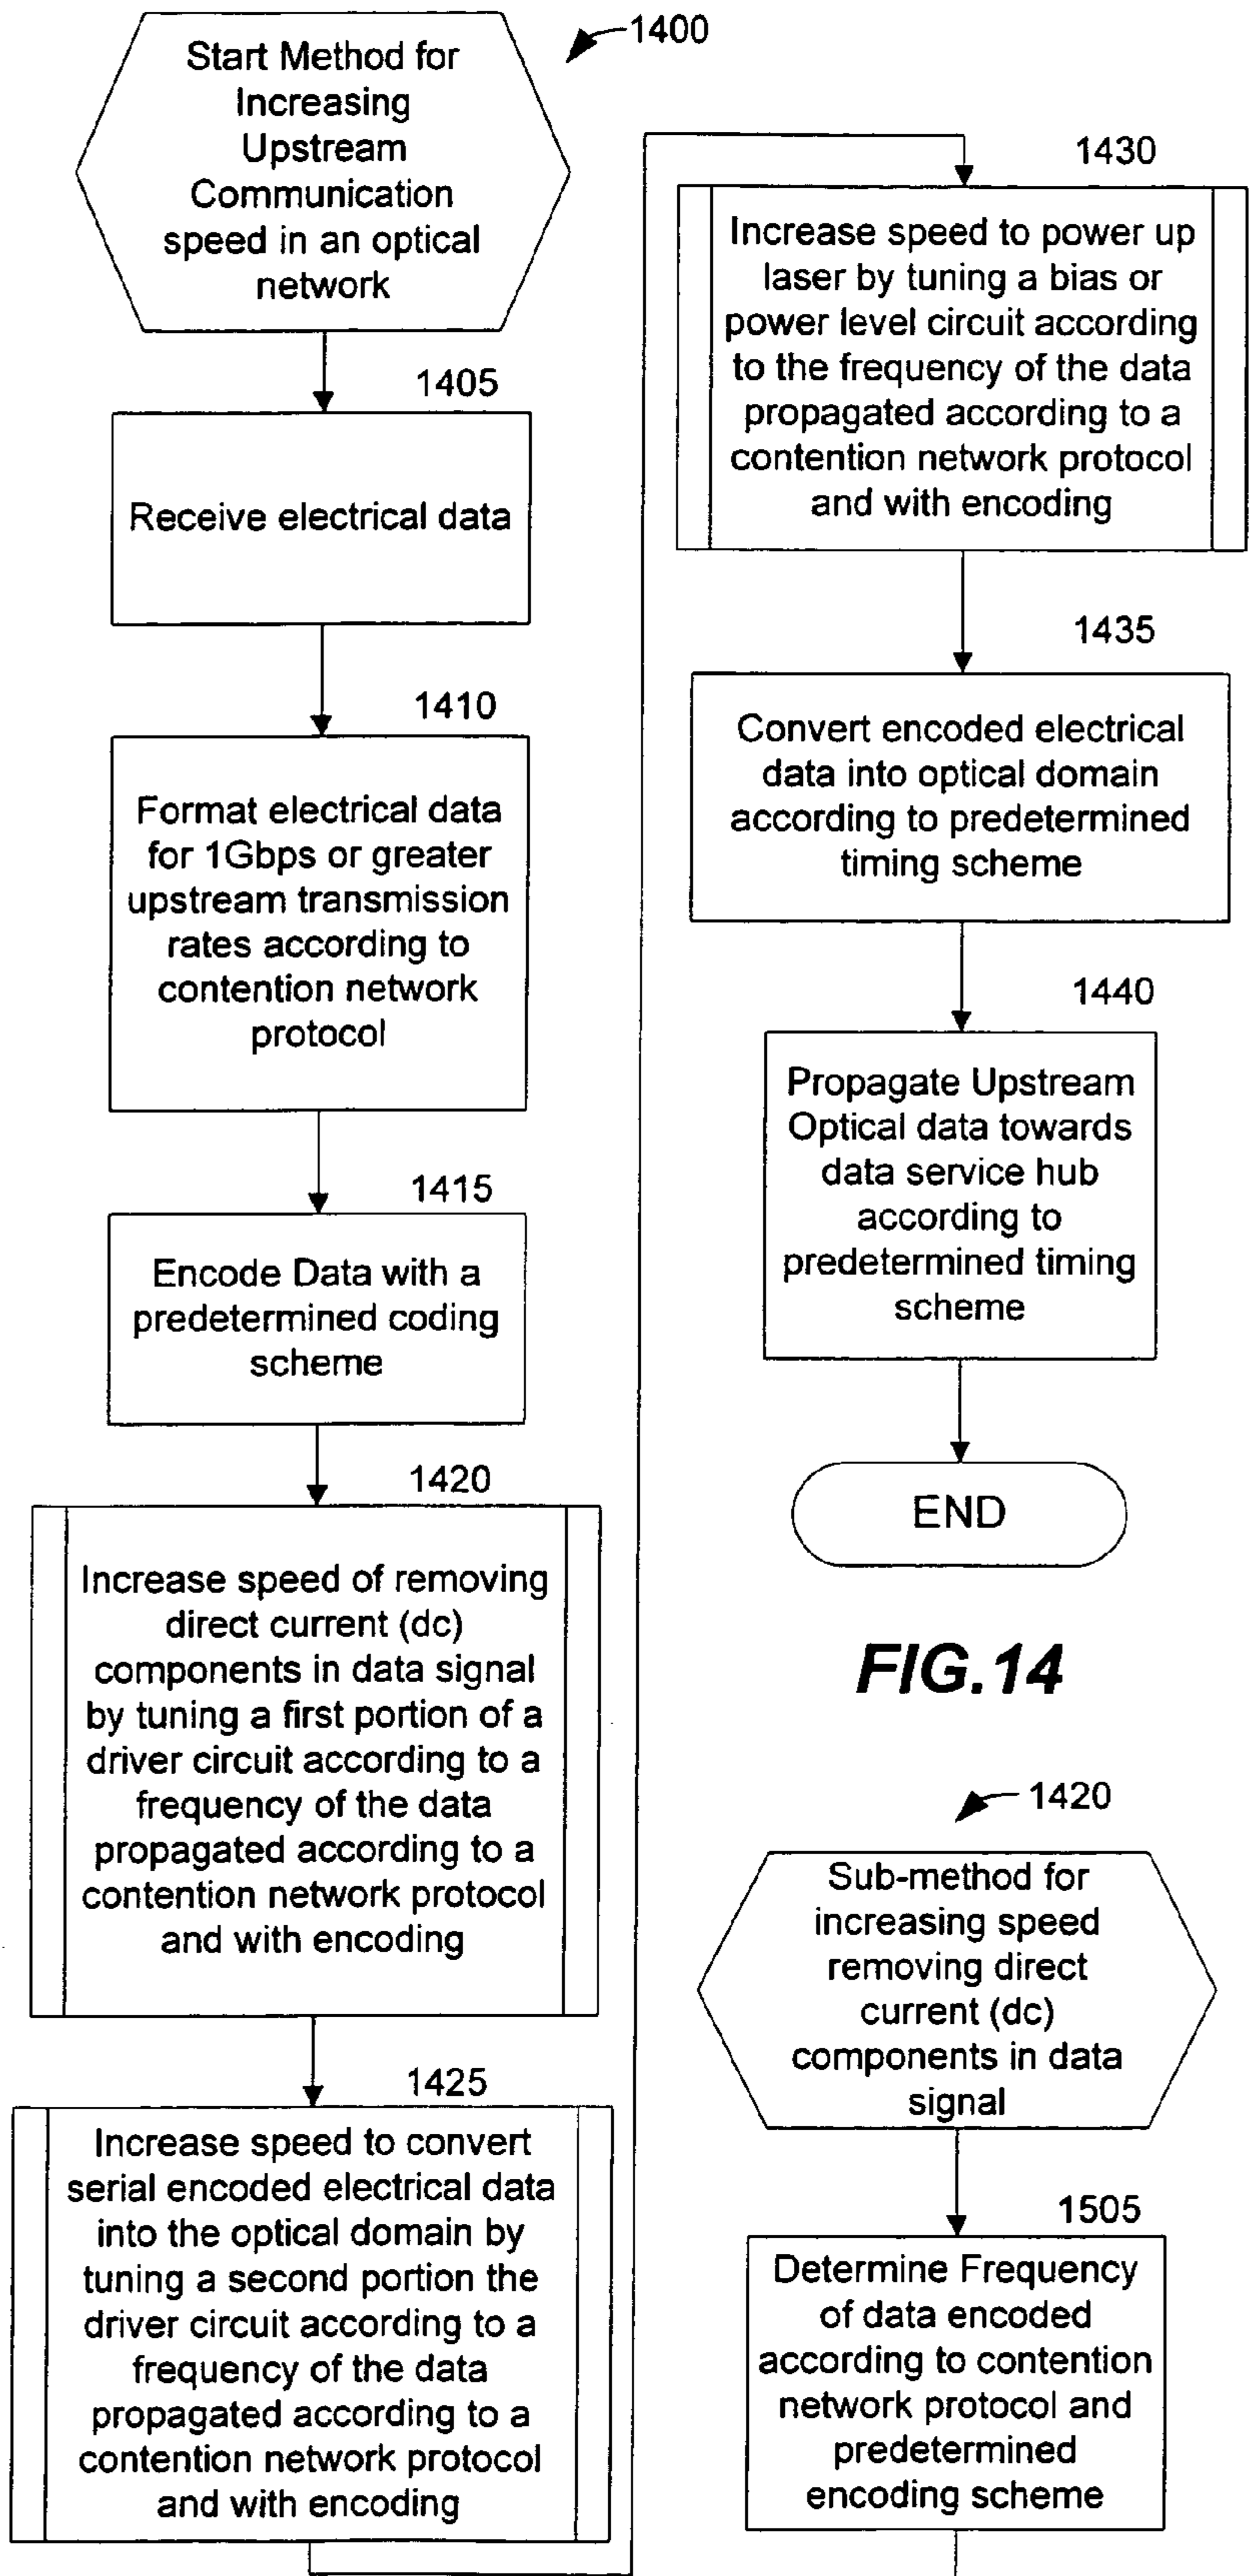 1400
Start Method for
Increasing
Upstream
Communication
speed in an optical
network
1405
Receive electrical data
1410
Format electrical data
for 1Gbps or greater
upstream transmission
rates according to
contention network
protocol
1415
Encode Data with a
predetermined coding
scheme
1420
Increase speed of removing
direct current (dc)
components in data signal
by tuning a first portion of a
driver circuit according to a
frequency of the data
propagated according to a
contention network protocol
and with encoding
1425
Increase speed to convert
serial encoded electrical data
into the optical domain by
tuning a second portion the
driver circuit according to a
frequency of the data
propagated according to a
contention network protocol
and with encoding
1430
Increase speed to power up
laser by tuning a bias or
power level circuit according
to the frequency of the data
propagated according to a
contention network protocol
and with encoding
1435
Convert encoded electrical
data into optical domain
according to predetermined
timing scheme
1440
Propagate Upstream
Optical data towards
data service hub
according to
predetermined timing
scheme
END
FIG.14
1420
Sub-method for
increasing speed
removing direct
current (dc)
components in data
signal
1505
Determine Frequency
of data encoded
according to contention
network protocol and
predetermined
encoding scheme